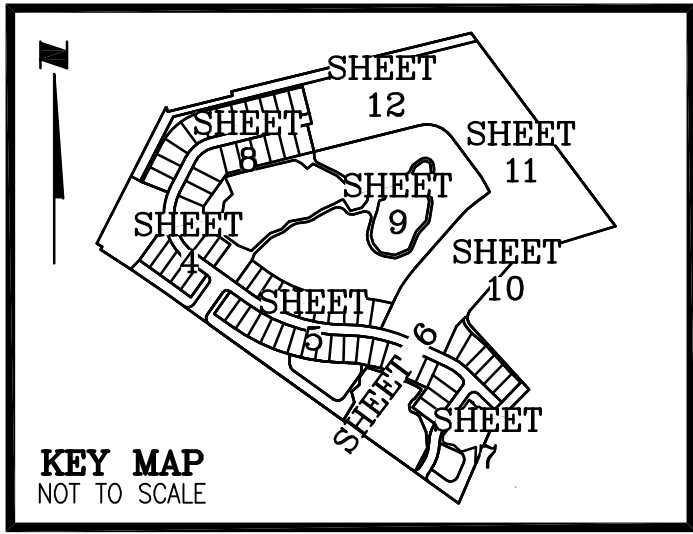 N
SHEET
12
SHEET
11
SHEET
8
SHEET
9
SHEET
4
SHEET
10
SHEET
5
SHEET 6
SHEET
7
KEY MAP
NOT TO SCALE